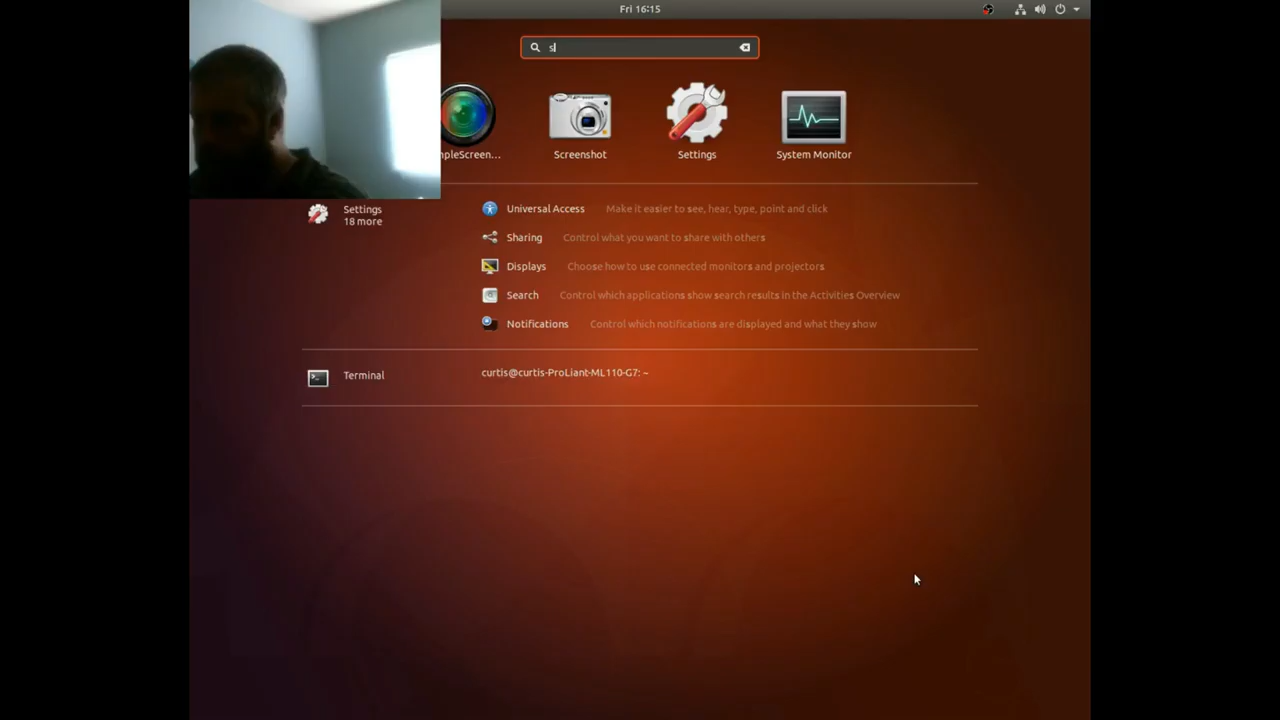 Fri 16:15
s
mpleScreen...
Screenshot
Settings
System Monitor
Settings
18 more
Universal Access Make it easier to see, hear, type, point and click
Sharing Control what you want to share with others
Displays Choose how to use connected monitors and projectors
Search Control which applications show search results in the Activities Overview
Notifications Control which notifications are displayed and what they show
Terminal
curtis@curtis-ProLiant-ML110-G7: ~